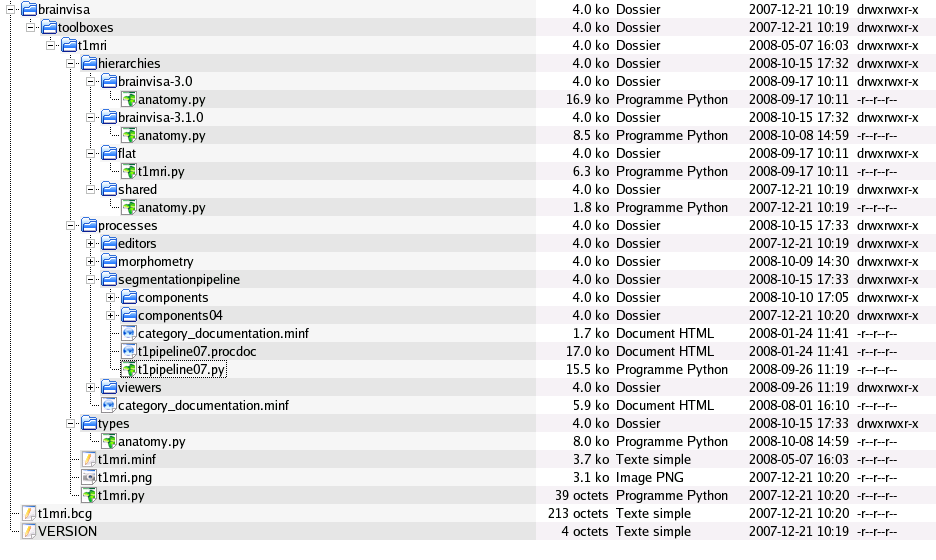 brainvisa 4.0 ko Dossier 2007-12-21 10:19 drwxrwxr-x
toolboxes 4.0 ko Dossier 2007-12-21 10:19 drwxrwxr-x
t1mri 4.0 ko Dossier 2008-05-07 16:03 drwxrwxr-x
hierarchies 4.0 ko Dossier 2008-10-15 17:32 drwxrwxr-x
brainvisa-3.0 4.0 ko Dossier 2008-09-17 10:11 drwxrwxr-x
anatomy.py 16.9 ko Programme Python 2008-09-17 10:11 -r--r--r--
brainvisa-3.1.0 4.0 ko Dossier 2008-10-15 17:32 drwxrwxr-x
anatomy.py 8.5 ko Programme Python 2008-10-08 14:59 -r--r--r--
flat 4.0 ko Dossier 2008-09-17 10:11 drwxrwxr-x
t1mri.py 6.3 ko Programme Python 2008-09-17 10:11 -r--r--r--
shared 4.0 ko Dossier 2007-12-21 10:19 drwxrwxr-x
anatomy.py 1.8 ko Programme Python 2007-12-21 10:19 -r--r--r--
processes 4.0 ko Dossier 2008-10-15 17:33 drwxrwxr-x
editors 4.0 ko Dossier 2007-12-21 10:19 drwxrwxr-x
morphometry 4.0 ko Dossier 2008-10-09 14:30 drwxrwxr-x
segmentationpipeline 4.0 ko Dossier 2008-10-15 17:33 drwxrwxr-x
components 4.0 ko Dossier 2008-10-10 17:05 drwxrwxr-x
components04 4.0 ko Dossier 2007-12-21 10:20 drwxrwxr-x
category_documentation.minf 1.7 ko Document HTML 2008-01-24 11:41 -r--r--r--
t1pipeline07.procdoc 17.0 ko Document HTML 2008-01-24 11:41 -r--r--r--
t1pipeline07.py 15.5 ko Programme Python 2008-09-26 11:19 -r--r--r--
viewers 4.0 ko Dossier 2008-09-26 11:19 drwxrwxr-x
category_documentation.minf 5.9 ko Document HTML 2008-08-01 16:10 -r--r--r--
types 4.0 ko Dossier 2008-10-15 17:33 drwxrwxr-x
anatomy.py 8.0 ko Programme Python 2008-10-08 14:59 -r--r--r--
t1mri.minf 3.7 ko Texte simple 2008-05-07 16:03 -r--r--r--
t1mri.png 3.1 ko Image PNG 2007-12-21 10:20 -r--r--r--
t1mri.py 39 octets Programme Python 2007-12-21 10:20 -r--r--r--
t1mri.bcg 213 octets Texte simple 2007-12-21 10:20 -r--r--r--
VERSION 4 octets Texte simple 2007-12-21 10:19 -r--r--r--